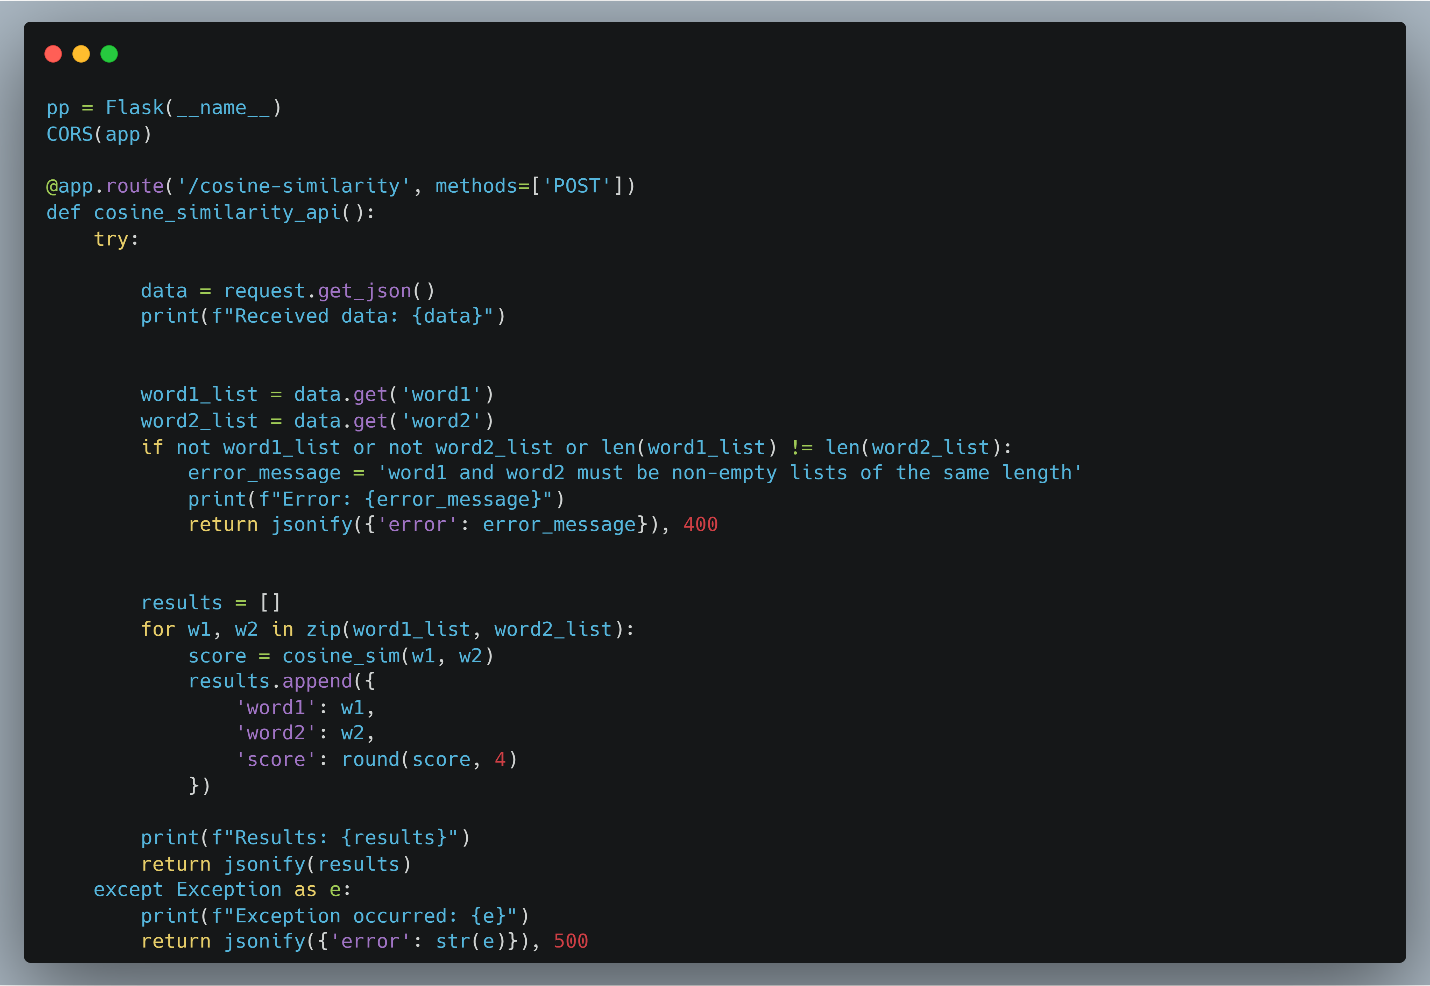 pp = Flask(__name__)
CORS(app)
@app.route('/cosine-similarity', methods=['POST'])
def cosine_similarity_api():
    try:
        data = request.get_json()
        print(f"Received data: {data}")
        word1_list = data.get('word1')
        word2_list = data.get('word2')
        if not word1_list or not word2_list or len(word1_list) != len(word2_list):
            error_message = 'word1 and word2 must be non-empty lists of the same length'
            print(f"Error: {error_message}")
            return jsonify({'error': error_message}), 400
        results = []
        for w1, w2 in zip(word1_list, word2_list):
            score = cosine_sim(w1, w2)
            results.append({
                'word1': w1,
                'word2': w2,
                'score': round(score, 4)
            })
        print(f"Results: {results}")
        return jsonify(results)
    except Exception as e:
        print(f"Exception occurred: {e}")
        return jsonify({'error': str(e)}), 500